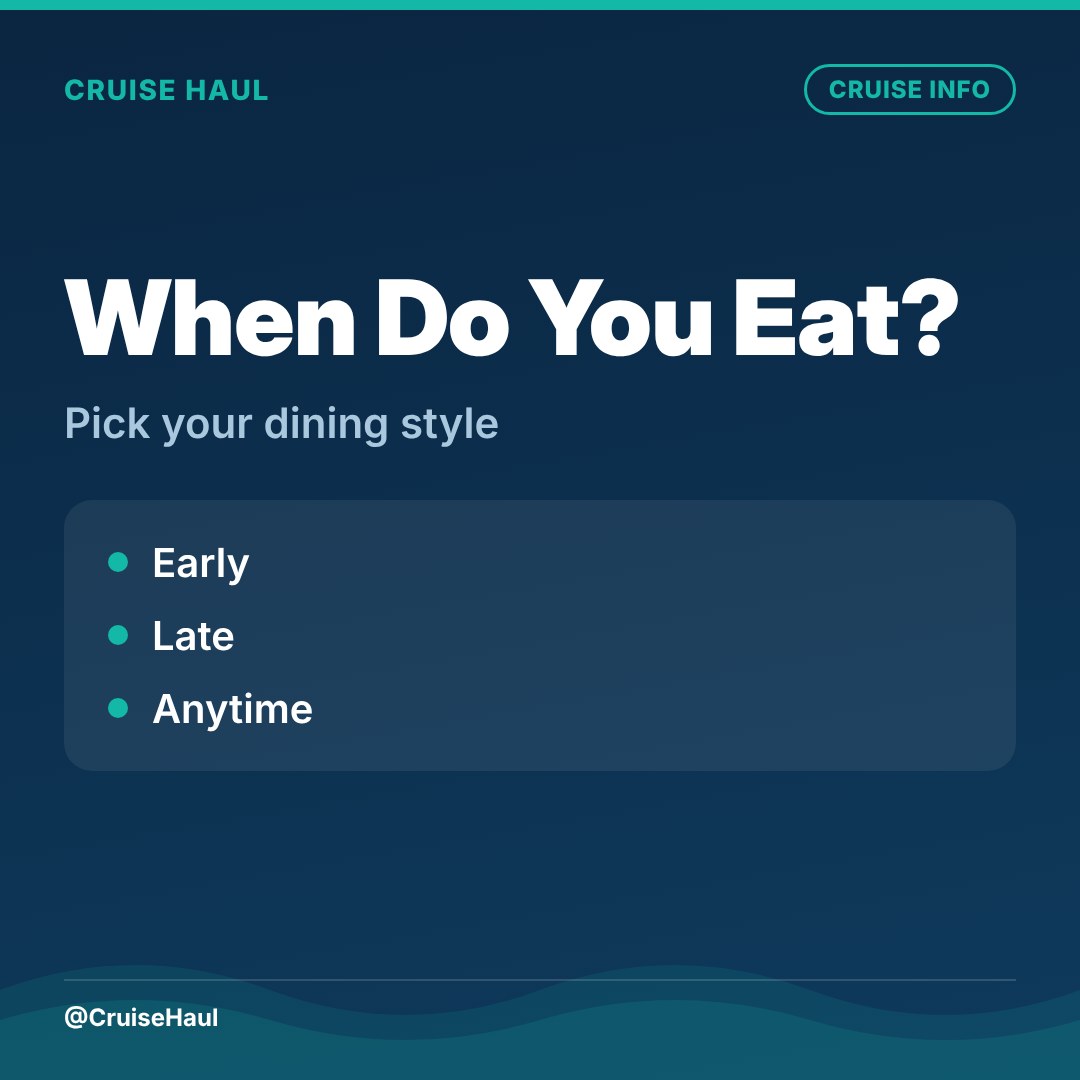 CRUISE HAUL
CRUISE INFO
When Do You Eat?
Pick your dining style
Early
Late
Anytime
@CruiseHaul